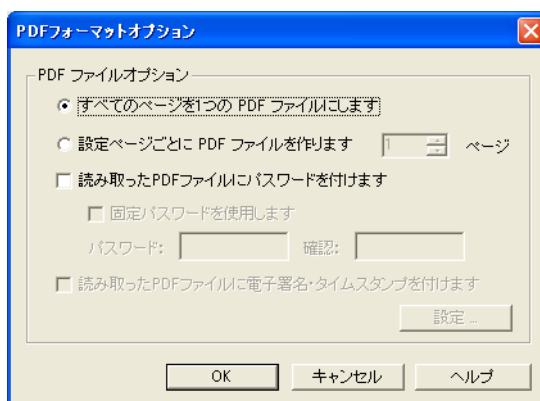 PDFフォーマットオプション
PDF ファイルオプション
すべてのページを1つの PDF ファイルにします
設定ページごとに PDF ファイルを作ります 1 ページ
読み取ったPDFファイルにパスワードを付けます
固定パスワードを使用します
パスワード: 確認:
読み取ったPDFファイルに電子署名・タイムスタンプを付けます
設定 ...
OK キャンセル ヘルプ